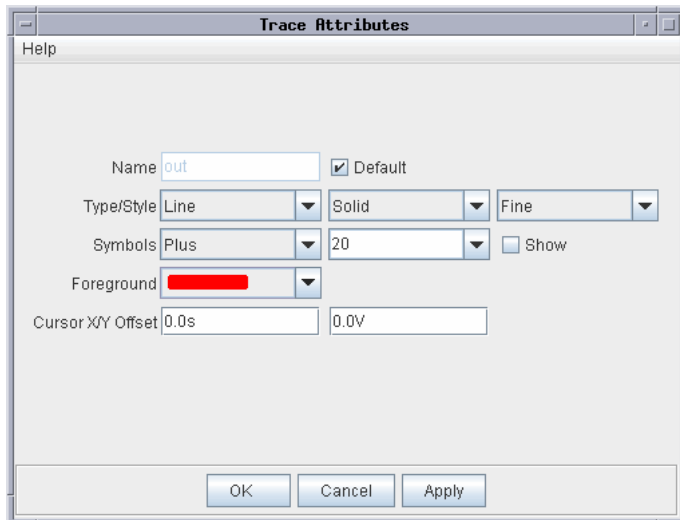 Trace Attributes
Help
Name out Default
Type/Style Line Solid Fine
Symbols Plus 20 Show
Foreground
Cursor X/Y Offset 0.0s 0.0V
OK Cancel Apply